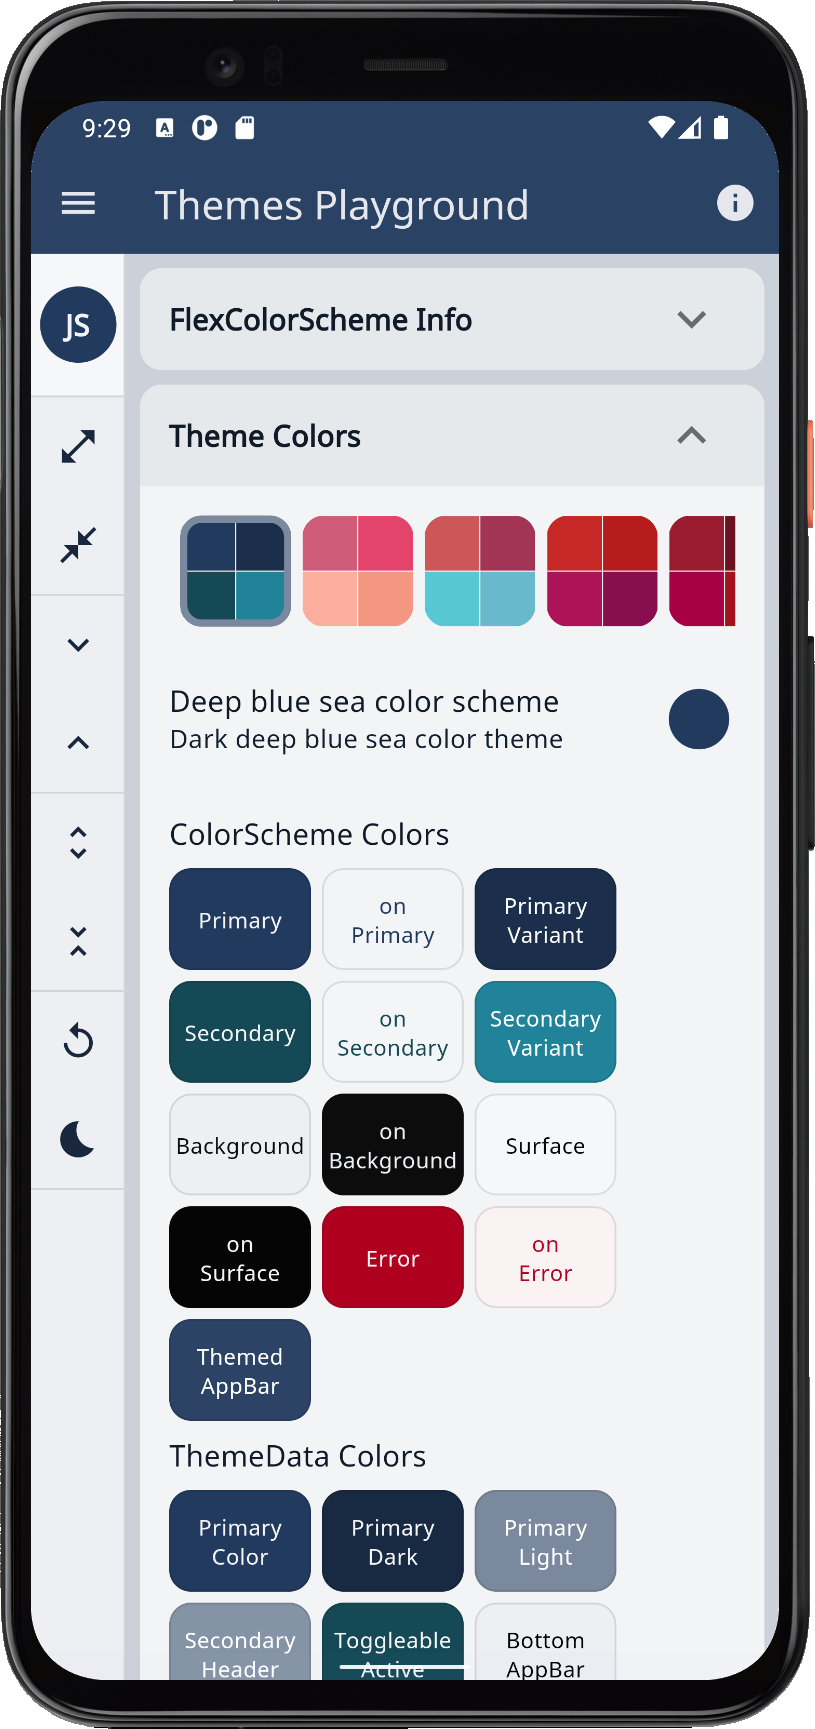 9:29
A
Themes Playground
JS
FlexColorScheme Info
Theme Colors
Deep blue sea color scheme
Dark deep blue sea color theme
ColorScheme Colors
Primary
on
Primary
Primary
Variant
Secondary
on
Secondary
Secondary
Variant
Background
on
Background
Surface
on
Surface
Error
on
Error
Themed
AppBar
ThemeData Colors
Primary
Color
Primary
Dark
Primary
Light
Secondary
Header
Toggleable
Active
Bottom
AppBar